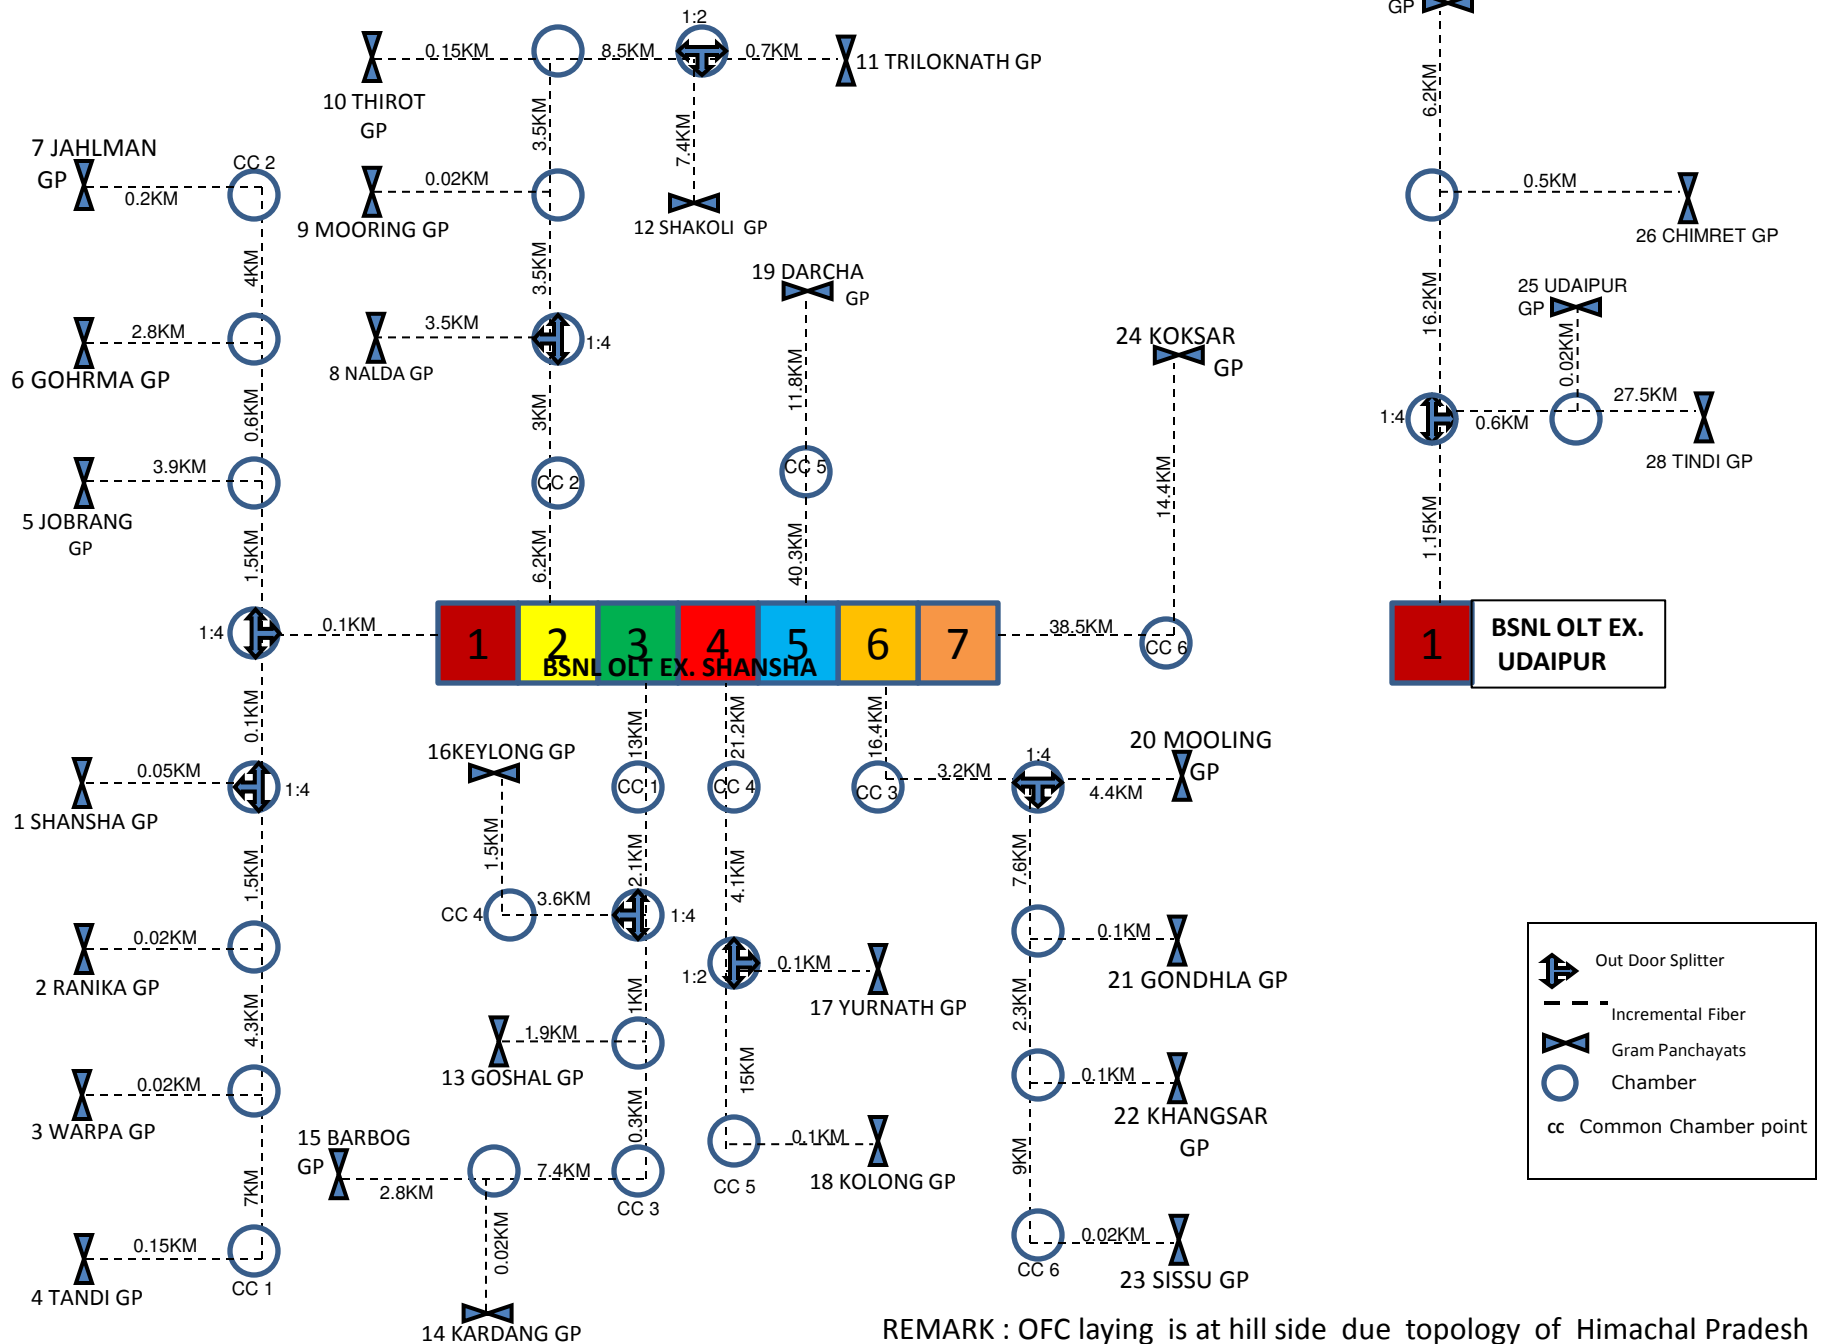 GP
1:2
0.15KM
8.5KM
0.7KM
11 TRILOKNATH GP
10 THIROT
GP
3.5KM
7.4KM
6.2KM
7 JAHLMAN
GP
CC 2
0.2KM
0.02KM
9 MOORING GP
12 SHAKOLI GP
0.5KM
26 CHIMRET GP
4KM
3.5KM
19 DARCHA
GP
16.2KM
25 UDAIPUR
GP
2.8KM
6 GOHRMA GP
3.5KM
8 NALDA GP
1:4
11.8KM
24 KOKSAR
GP
0.02KM
0.6KM
3KM
27.5KM
1:4
0.6KM
28 TINDI GP
3.9KM
5 JOBRANG
GP
CC 2
CC 5
14.4KM
1.5KM
6.2KM
40.3KM
1.15KM
1:4
0.1KM
1
2
3
4
5
6
7
BSNL OLT EX. SHANSHA
38.5KM
CC 6
1
BSNL OLT EX.
UDAIPUR
0.1KM
13KM
21.2KM
16.4KM
16KEYLONG GP
1:4
20 MOOLING
GP
0.05KM
1:4
1 SHANSHA GP
CC 1
CC 4
CC 3
3.2KM
4.4KM
1.5KM
1.5KM
2.1KM
4.1KM
7.6KM
CC 4
3.6KM
1:4
0.02KM
2 RANIKA GP
1:2
0.1KM
17 YURNATH GP
0.1KM
21 GONDHLA GP
Out Door Splitter
Incremental Fiber
Gram Panchayats
Chamber
cc Common Chamber point
4.3KM
1KM
1.9KM
13 GOSHAL GP
15KM
2.3KM
0.02KM
3 WARPA GP
0.1KM
22 KHANGSAR
GP
15 BARBOG
GP
0.3KM
0.1KM
18 KOLONG GP
2.8KM
7.4KM
CC 3
CC 5
7KM
0.02KM
9KM
0.15KM
4 TANDI GP
CC 1
0.02KM
CC 6
23 SISSU GP
14 KARDANG GP
REMARK : OFC laying is at hill side due topology of Himachal Pradesh